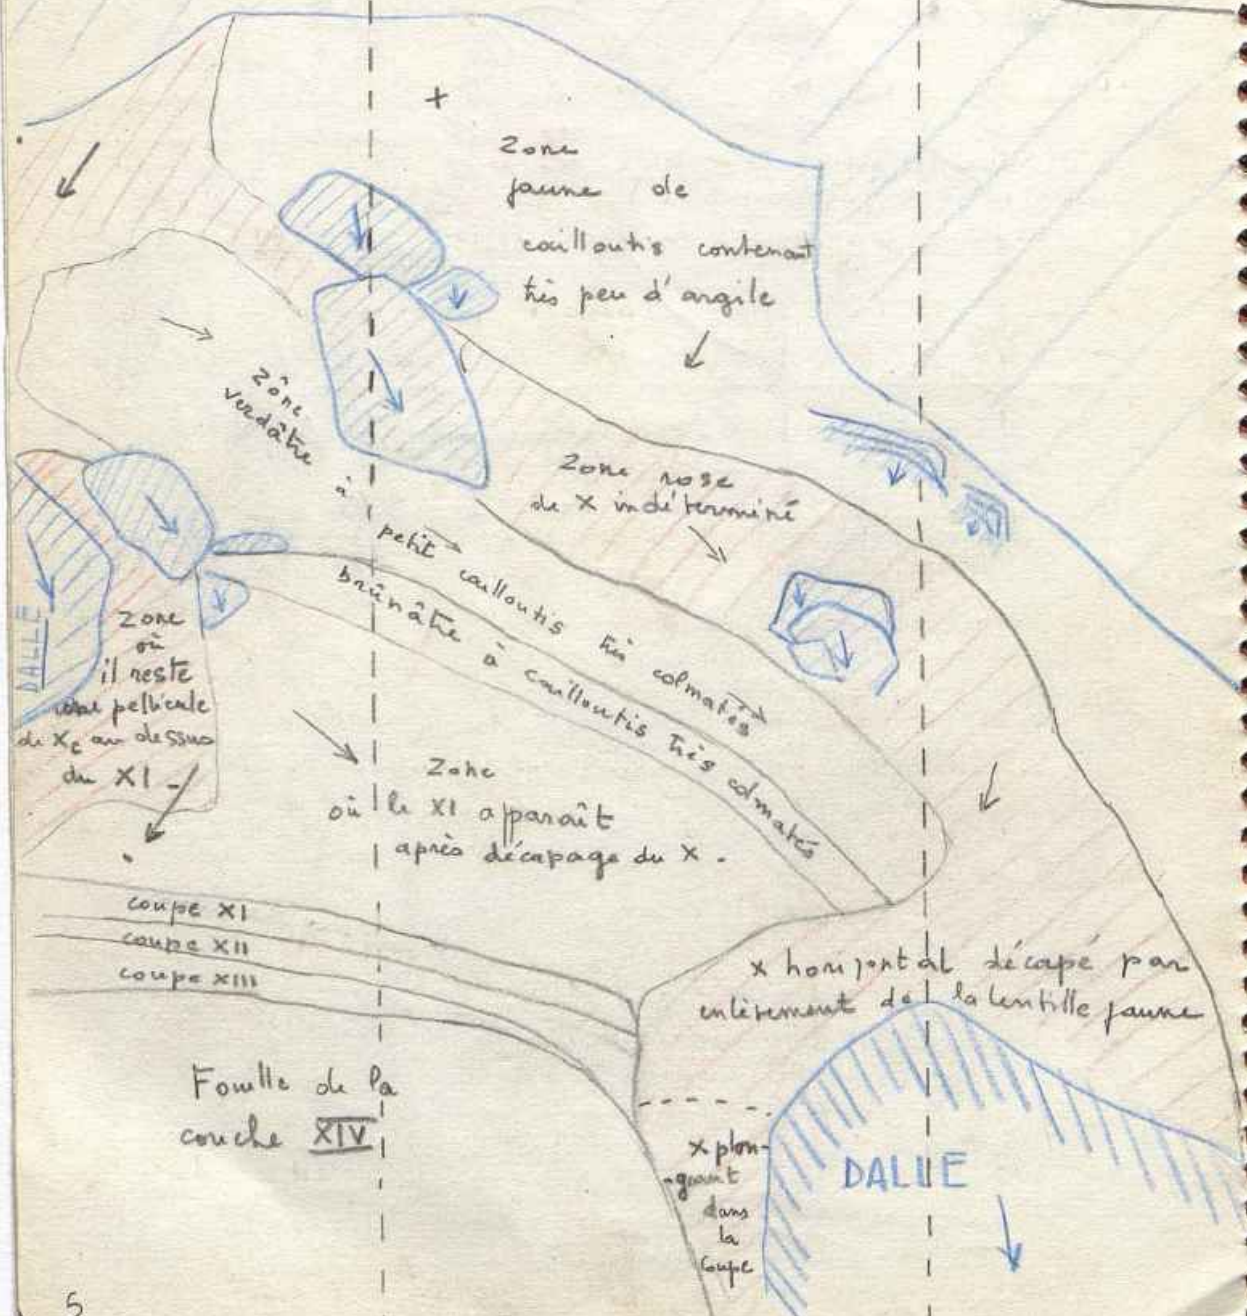 +
Zone
jaune de
cailloutis contenant
très peu d'argile
Zône
verdâtre
à
petit cailloutis très colmatés
brûnâtre à cailloutis très colmatés
Zone rose
de X indéterminé
DALLE
Zone
où
il reste
une pellicule
de Xc au dessus
du XI -
Zone
où le XI apparaît
après décapage du X .
coupe XI
coupe XII
coupe XIII
X horizontal décapé par
enlèvement de la lentille jaune
Fouille de la
couche XIV
X plon-
-geant
dans
la
Coupe
DALLE
5